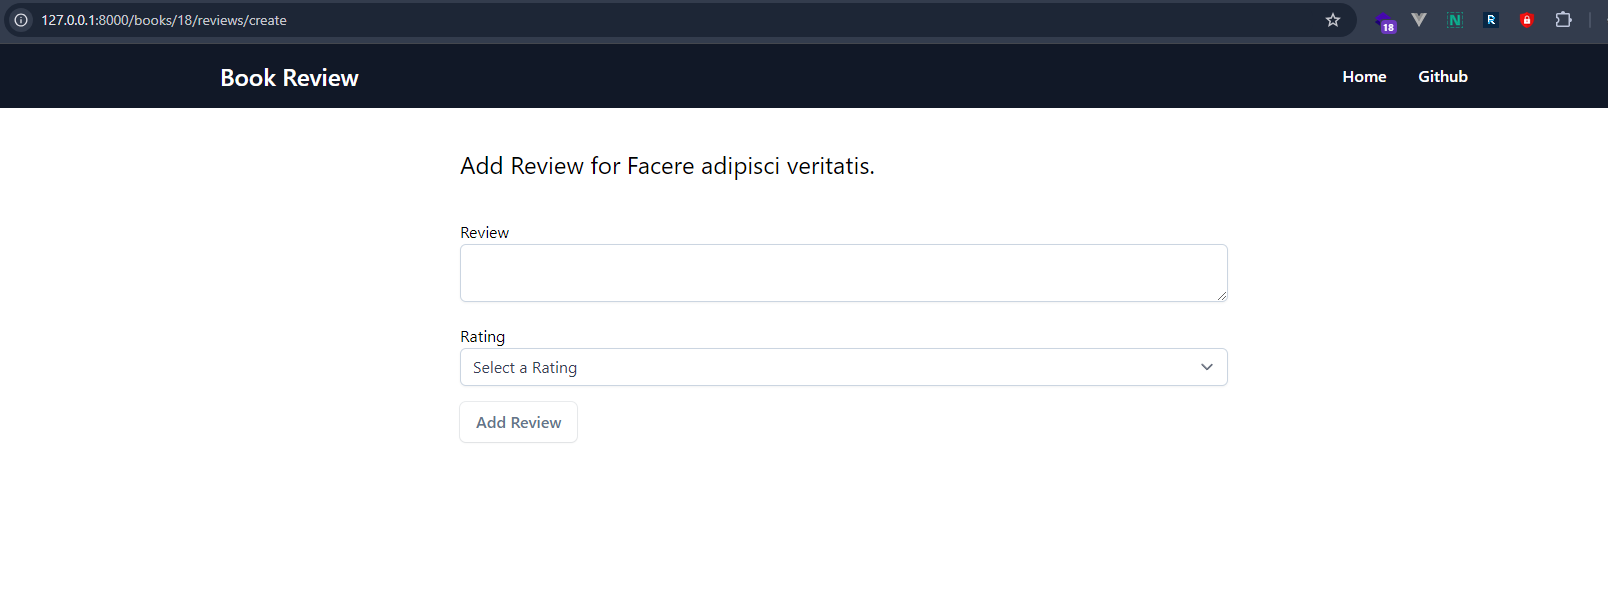 127.0.0.1:8000/books/18/reviews/create
18
N
R
Book Review
Home
Github
Add Review for Facere adipisci veritatis.
Review
Rating
Select a Rating
Add Review